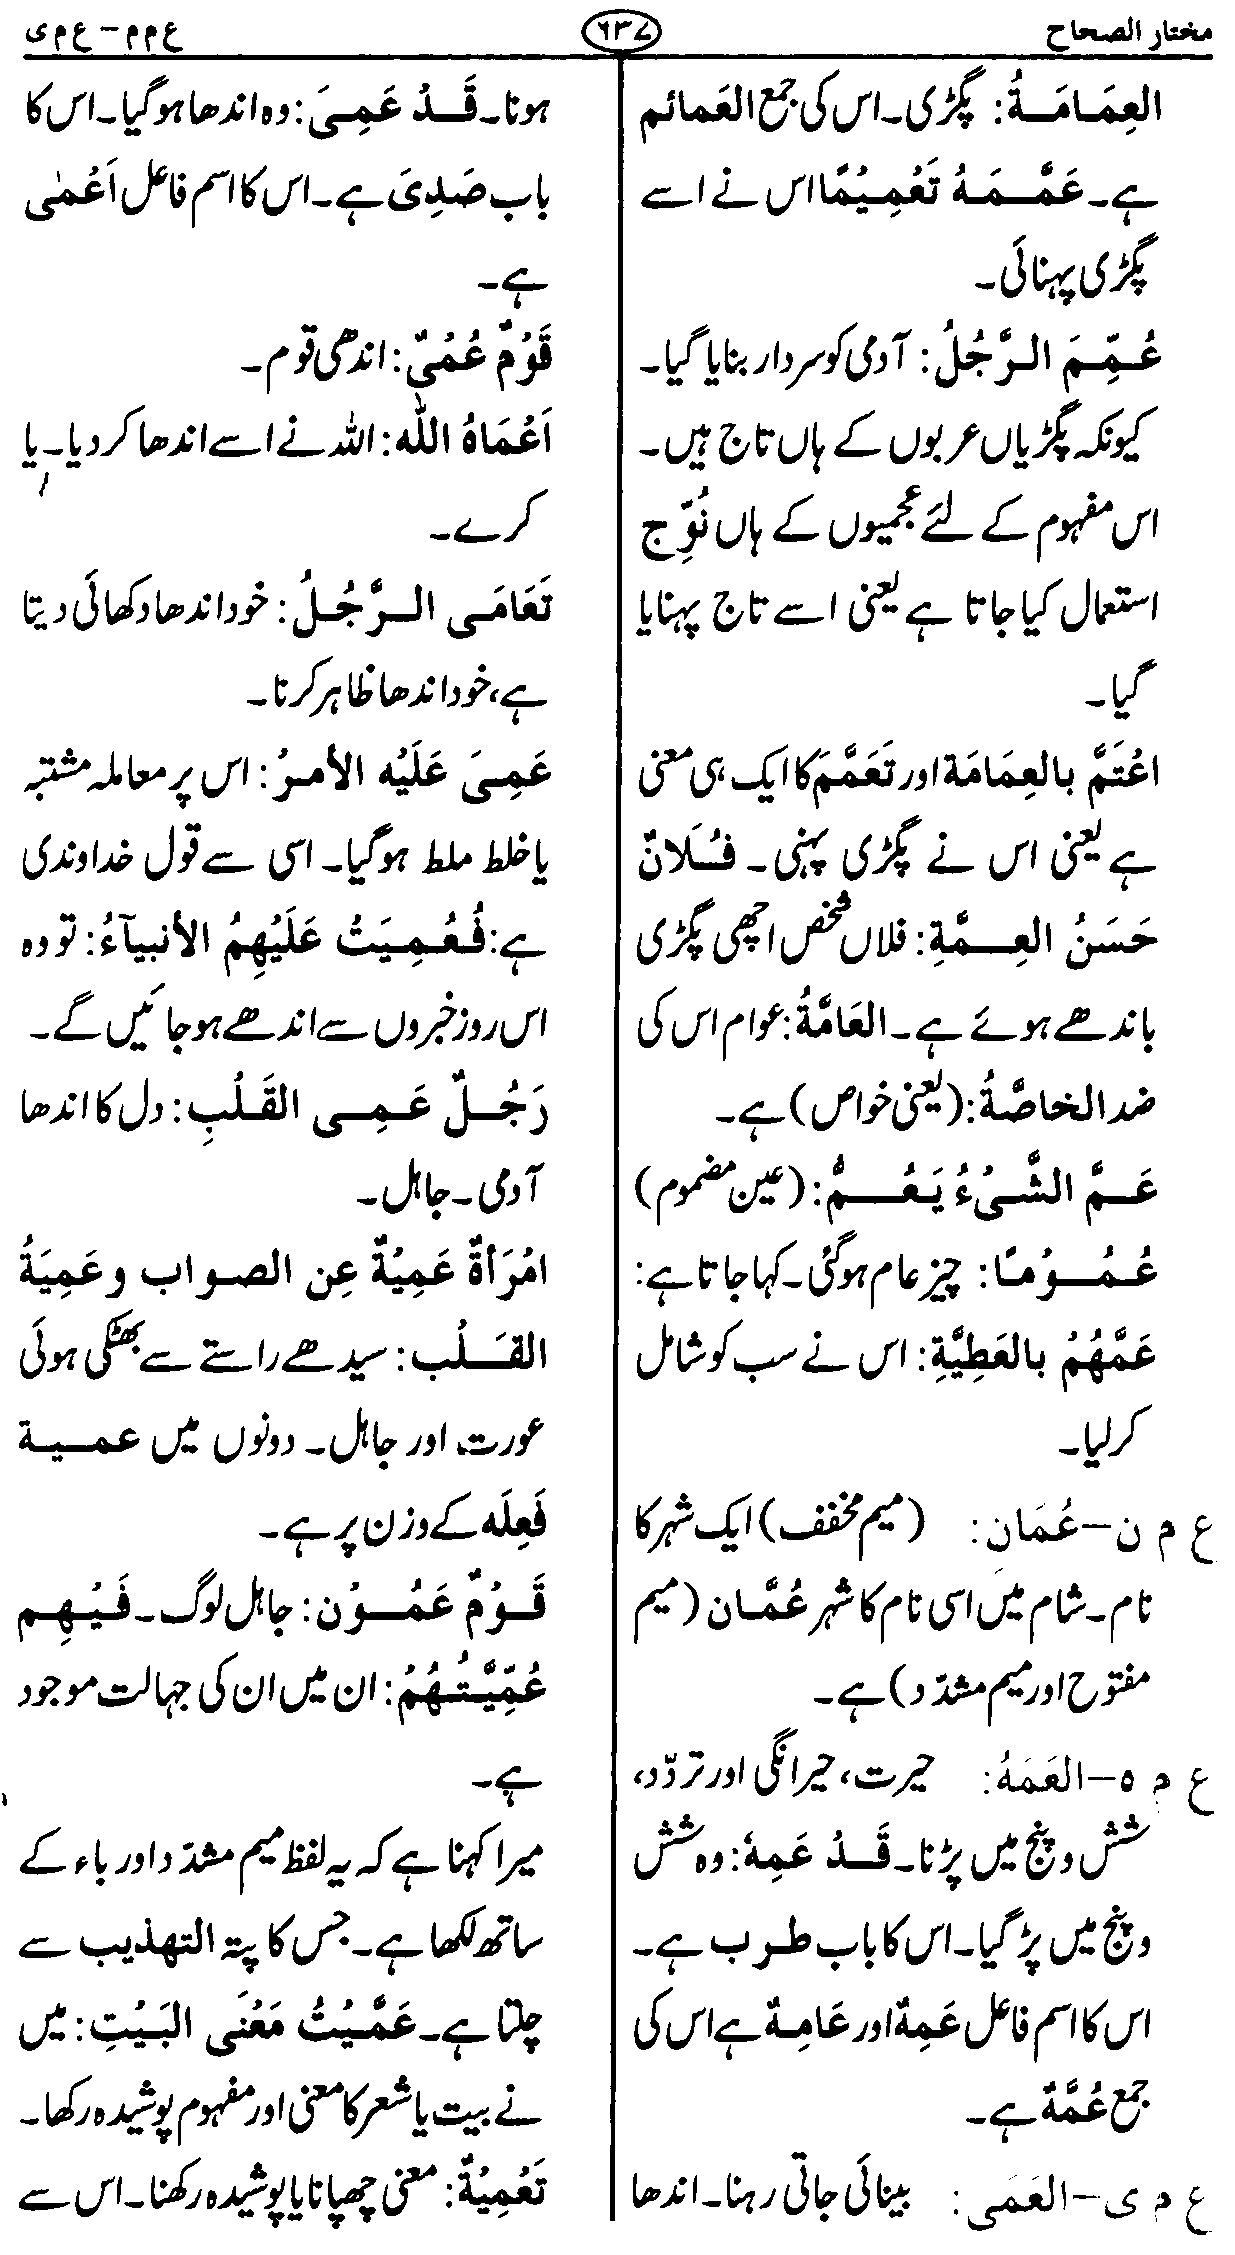 مختار الصحاح
٦٣٧
ع م م – ع م ی
العِمَامَةُ: پگڑی۔ اس کی جمع العَمائم
ہے۔ عَمَّمَهُ تَعُمِیُمًا اس نے اسے
پگڑی پہنائی۔
عُمِّمَ الرَّجُلُ: آدمی کو سردار بنایا گیا۔
کیونکہ پگڑیاں عربوں کے ہاں تاج ہیں۔
اس مفہوم کے لئے عجمیوں کے ہاں تُوِّج
استعمال کیا جاتا ہے یعنی اسے تاج پہنایا
گیا۔
اعُتَمَّ بالعِمَامَة اور تَعَمَّمَ کا ایک ہی معنی
ہے یعنی اس نے پگڑی پہنی۔ فُلَانٌ
حَسَنُ العِمَّةِ: فلاں شخص اچھی پگڑی
باندھے ہوئے ہے۔ العَامَّةُ: عوام اس کی
ضد الخاصَّةُ: (یعنی خواص) ہے۔
عَمَّ الشَّیُءُ یَعُمُّ: (عین مضموم)
عُمُوُمًا: چیز عام ہوگئی۔ کہا جاتا ہے:
عَمَّهُمُ بالعَطِیَّةِ: اس نے سب کو شامل
کرلیا۔
ع م ن – عُمَان: (میم مخفف) ایک شہر کا
نام۔ شام میں اسی نام کا شہر عُمَّان (میم
مفتوح اور میم مشدّد) ہے۔
ع م ہ – العَمَهُ: حیرت، حیرانگی اور تردّد،
شش و پنج میں پڑنا۔ قَدُ عَمِهَ: وہ شش
و پنج میں پڑ گیا۔ اس کا باب طرب ہے۔
اس کا اسم فاعل عَمِهٌ اور عَامِهٌ ہے اس کی
جمع عُمَّهٌ ہے۔
ع م ی – العَمَی: بینائی جاتی رہنا۔ اندھا
ہونا۔ قَدُ عَمِیَ: وہ اندھا ہوگیا۔ اس کا
باب صَدِیَ ہے۔ اس کا اسم فاعل اَعُمٰی
ہے۔
قَوُمٌ عُمُیٌ: اندھی قوم۔
اَعُمَاهُ اللّٰه: اللہ نے اسے اندھا کر دیا۔ یا
کرے۔
تَعَامَی الرَّجُلُ: خود اندھا دکھائی دیتا
ہے، خود اندھا ظاہر کرنا۔
عَمِیَ عَلَیُه الأمرُ: اس پر معاملہ مشتبہ
یا خلط ملط ہوگیا۔ اسی سے قول خداوندی
ہے: فُعُمِیَتُ عَلَیُهِمُ الأنبیآءُ: تو وہ
اس روز خبروں سے اندھے ہو جائیں گے۔
رَجُلٌ عَمِی القَلُبِ: دل کا اندھا
آدمی۔ جاہل۔
امُرَأةٌ عَمِیُةٌ عِن الصواب و عَمِیَةُ
القَلُب: سیدھے راستے سے بھٹکی ہوئی
عورت اور جاہل۔ دونوں میں عمیة
فَعِلَه کے وزن پر ہے۔
قَوُمٌ عَمُوُن: جاہل لوگ۔ فَیُهِم
عُمِّیَّتُهُمُ: ان میں ان کی جہالت موجود
ہے۔
میرا کہنا ہے کہ یہ لفظ میم مشدّد اور باء کے
ساتھ لکھا ہے۔ جس کا پتہ التهذیب سے
چلتا ہے۔ عَمَّیُتُ مَعُنَی البَیُتِ: میں
نے بیت یا شعر کا معنی اور مفہوم پوشیدہ رکھا۔
تَعُمِیُةٌ: معنی چھپانا یا پوشیدہ رکھنا۔ اس سے